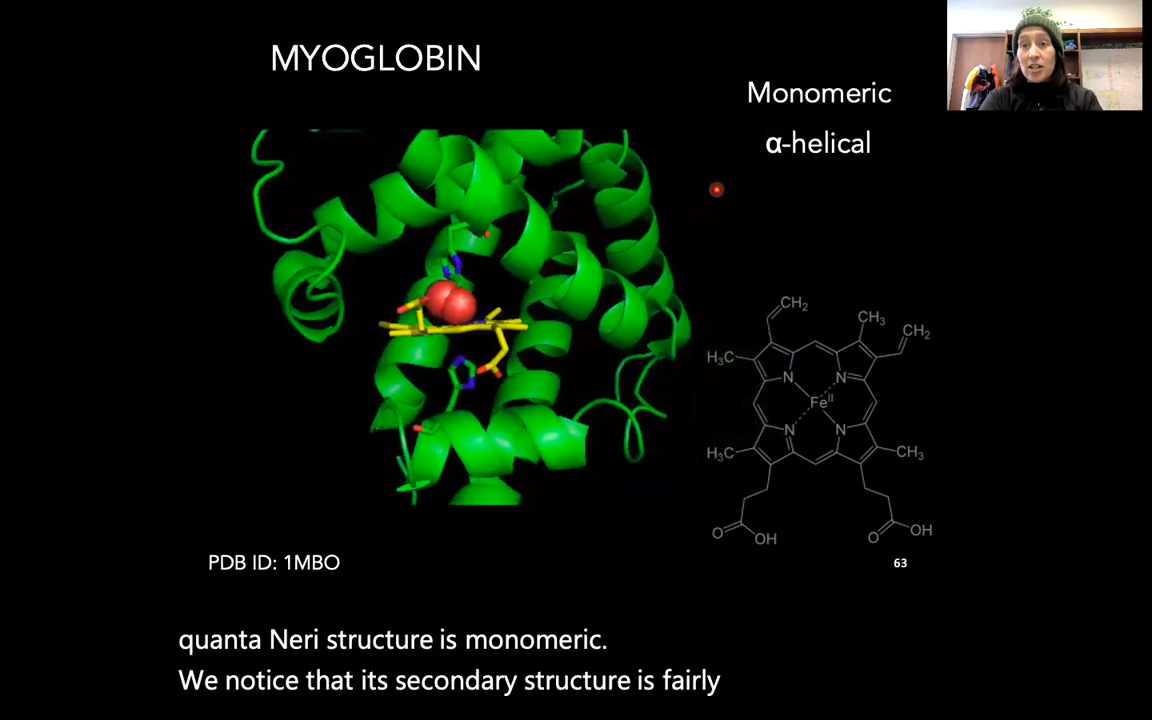 MYOGLOBIN
Monomeric
α-helical
CH₂
CH₃
CH₂
H₃C
N
N
Feᴵᴵ
N
N
H₃C
CH₃
O
OH
O
OH
PDB ID: 1MBO
63
quanta Neri structure is monomeric.
We notice that its secondary structure is fairly